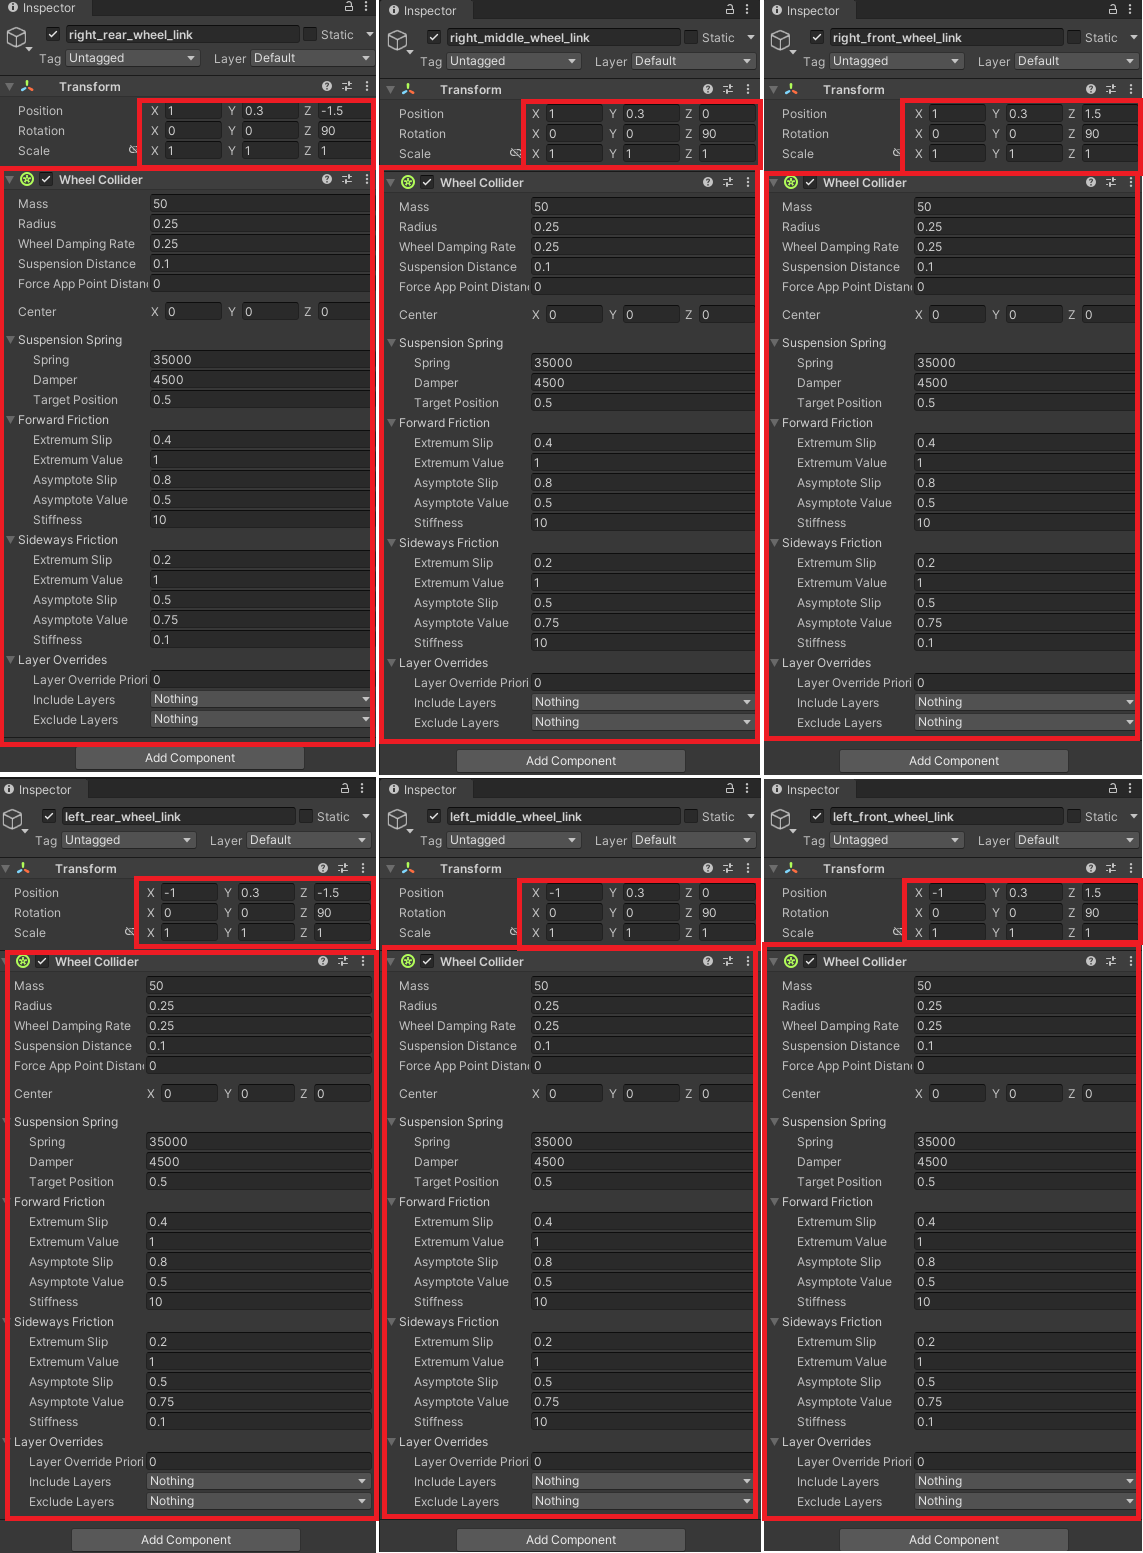 Inspector
right_rear_wheel_link Static
Tag Untagged Layer Default
Transform
Position X 1 Y 0.3 Z -1.5
Rotation X 0 Y 0 Z 90
Scale X 1 Y 1 Z 1
Wheel Collider
Mass 50
Radius 0.25
Wheel Damping Rate 0.25
Suspension Distance 0.1
Force App Point Distan 0
Center X 0 Y 0 Z 0
Suspension Spring
Spring 35000
Damper 4500
Target Position 0.5
Forward Friction
Extremum Slip 0.4
Extremum Value 1
Asymptote Slip 0.8
Asymptote Value 0.5
Stiffness 10
Sideways Friction
Extremum Slip 0.2
Extremum Value 1
Asymptote Slip 0.5
Asymptote Value 0.75
Stiffness 0.1
Layer Overrides
Layer Override Priori 0
Include Layers Nothing
Exclude Layers Nothing
Add Component
Inspector
right_middle_wheel_link Static
Tag Untagged Layer Default
Transform
Position X 1 Y 0.3 Z 0
Rotation X 0 Y 0 Z 90
Scale X 1 Y 1 Z 1
Wheel Collider
Mass 50
Radius 0.25
Wheel Damping Rate 0.25
Suspension Distance 0.1
Force App Point Distan 0
Center X 0 Y 0 Z 0
Suspension Spring
Spring 35000
Damper 4500
Target Position 0.5
Forward Friction
Extremum Slip 0.4
Extremum Value 1
Asymptote Slip 0.8
Asymptote Value 0.5
Stiffness 10
Sideways Friction
Extremum Slip 0.2
Extremum Value 1
Asymptote Slip 0.5
Asymptote Value 0.75
Stiffness 10
Layer Overrides
Layer Override Priori 0
Include Layers Nothing
Exclude Layers Nothing
Add Component
Inspector
right_front_wheel_link Static
Tag Untagged Layer Default
Transform
Position X 1 Y 0.3 Z 1.5
Rotation X 0 Y 0 Z 90
Scale X 1 Y 1 Z 1
Wheel Collider
Mass 50
Radius 0.25
Wheel Damping Rate 0.25
Suspension Distance 0.1
Force App Point Distan 0
Center X 0 Y 0 Z 0
Suspension Spring
Spring 35000
Damper 4500
Target Position 0.5
Forward Friction
Extremum Slip 0.4
Extremum Value 1
Asymptote Slip 0.8
Asymptote Value 0.5
Stiffness 10
Sideways Friction
Extremum Slip 0.2
Extremum Value 1
Asymptote Slip 0.5
Asymptote Value 0.75
Stiffness 0.1
Layer Overrides
Layer Override Priori 0
Include Layers Nothing
Exclude Layers Nothing
Add Component
Inspector
left_rear_wheel_link Static
Tag Untagged Layer Default
Transform
Position X -1 Y 0.3 Z -1.5
Rotation X 0 Y 0 Z 90
Scale X 1 Y 1 Z 1
Wheel Collider
Mass 50
Radius 0.25
Wheel Damping Rate 0.25
Suspension Distance 0.1
Force App Point Distan 0
Center X 0 Y 0 Z 0
Suspension Spring
Spring 35000
Damper 4500
Target Position 0.5
Forward Friction
Extremum Slip 0.4
Extremum Value 1
Asymptote Slip 0.8
Asymptote Value 0.5
Stiffness 10
Sideways Friction
Extremum Slip 0.2
Extremum Value 1
Asymptote Slip 0.5
Asymptote Value 0.75
Stiffness 0.1
Layer Overrides
Layer Override Priori 0
Include Layers Nothing
Exclude Layers Nothing
Add Component
Inspector
left_middle_wheel_link Static
Tag Untagged Layer Default
Transform
Position X -1 Y 0.3 Z 0
Rotation X 0 Y 0 Z 90
Scale X 1 Y 1 Z 1
Wheel Collider
Mass 50
Radius 0.25
Wheel Damping Rate 0.25
Suspension Distance 0.1
Force App Point Distan 0
Center X 0 Y 0 Z 0
Suspension Spring
Spring 35000
Damper 4500
Target Position 0.5
Forward Friction
Extremum Slip 0.4
Extremum Value 1
Asymptote Slip 0.8
Asymptote Value 0.5
Stiffness 10
Sideways Friction
Extremum Slip 0.2
Extremum Value 1
Asymptote Slip 0.5
Asymptote Value 0.75
Stiffness 10
Layer Overrides
Layer Override Priori 0
Include Layers Nothing
Exclude Layers Nothing
Add Component
Inspector
left_front_wheel_link Static
Tag Untagged Layer Default
Transform
Position X -1 Y 0.3 Z 1.5
Rotation X 0 Y 0 Z 90
Scale X 1 Y 1 Z 1
Wheel Collider
Mass 50
Radius 0.25
Wheel Damping Rate 0.25
Suspension Distance 0.1
Force App Point Distan 0
Center X 0 Y 0 Z 0
Suspension Spring
Spring 35000
Damper 4500
Target Position 0.5
Forward Friction
Extremum Slip 0.4
Extremum Value 1
Asymptote Slip 0.8
Asymptote Value 0.5
Stiffness 10
Sideways Friction
Extremum Slip 0.2
Extremum Value 1
Asymptote Slip 0.5
Asymptote Value 0.75
Stiffness 0.1
Layer Overrides
Layer Override Priori 0
Include Layers Nothing
Exclude Layers Nothing
Add Component